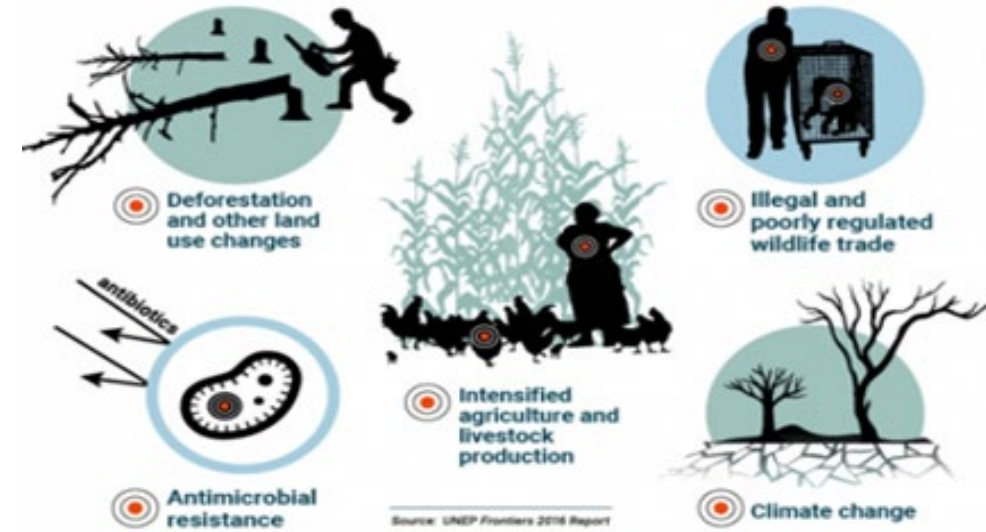 Deforestation
and other land
use changes
Illegal and
poorly regulated
wildlife trade
antibiotics
Intensified
agriculture and
livestock
production
Antimicrobial
resistance
Climate change
Source: UNEP Frontiers 2016 Report